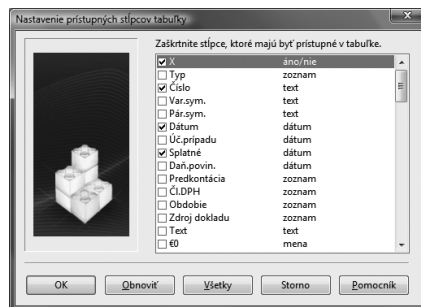 Nastavenie prístupných stĺpcov tabuľky
Zaškrtnite stĺpce, ktoré majú byť prístupné v tabuľke.
X áno/nie
Typ zoznam
Číslo text
Var.sym. text
Pár.sym. text
Dátum dátum
Úč.prípadu dátum
Splatné dátum
Daň.povin. dátum
Predkontácia zoznam
Čl.DPH zoznam
Obdobie zoznam
Zdroj dokladu zoznam
Text text
€0 mena
OK Obnoviť Všetky Storno Pomocník